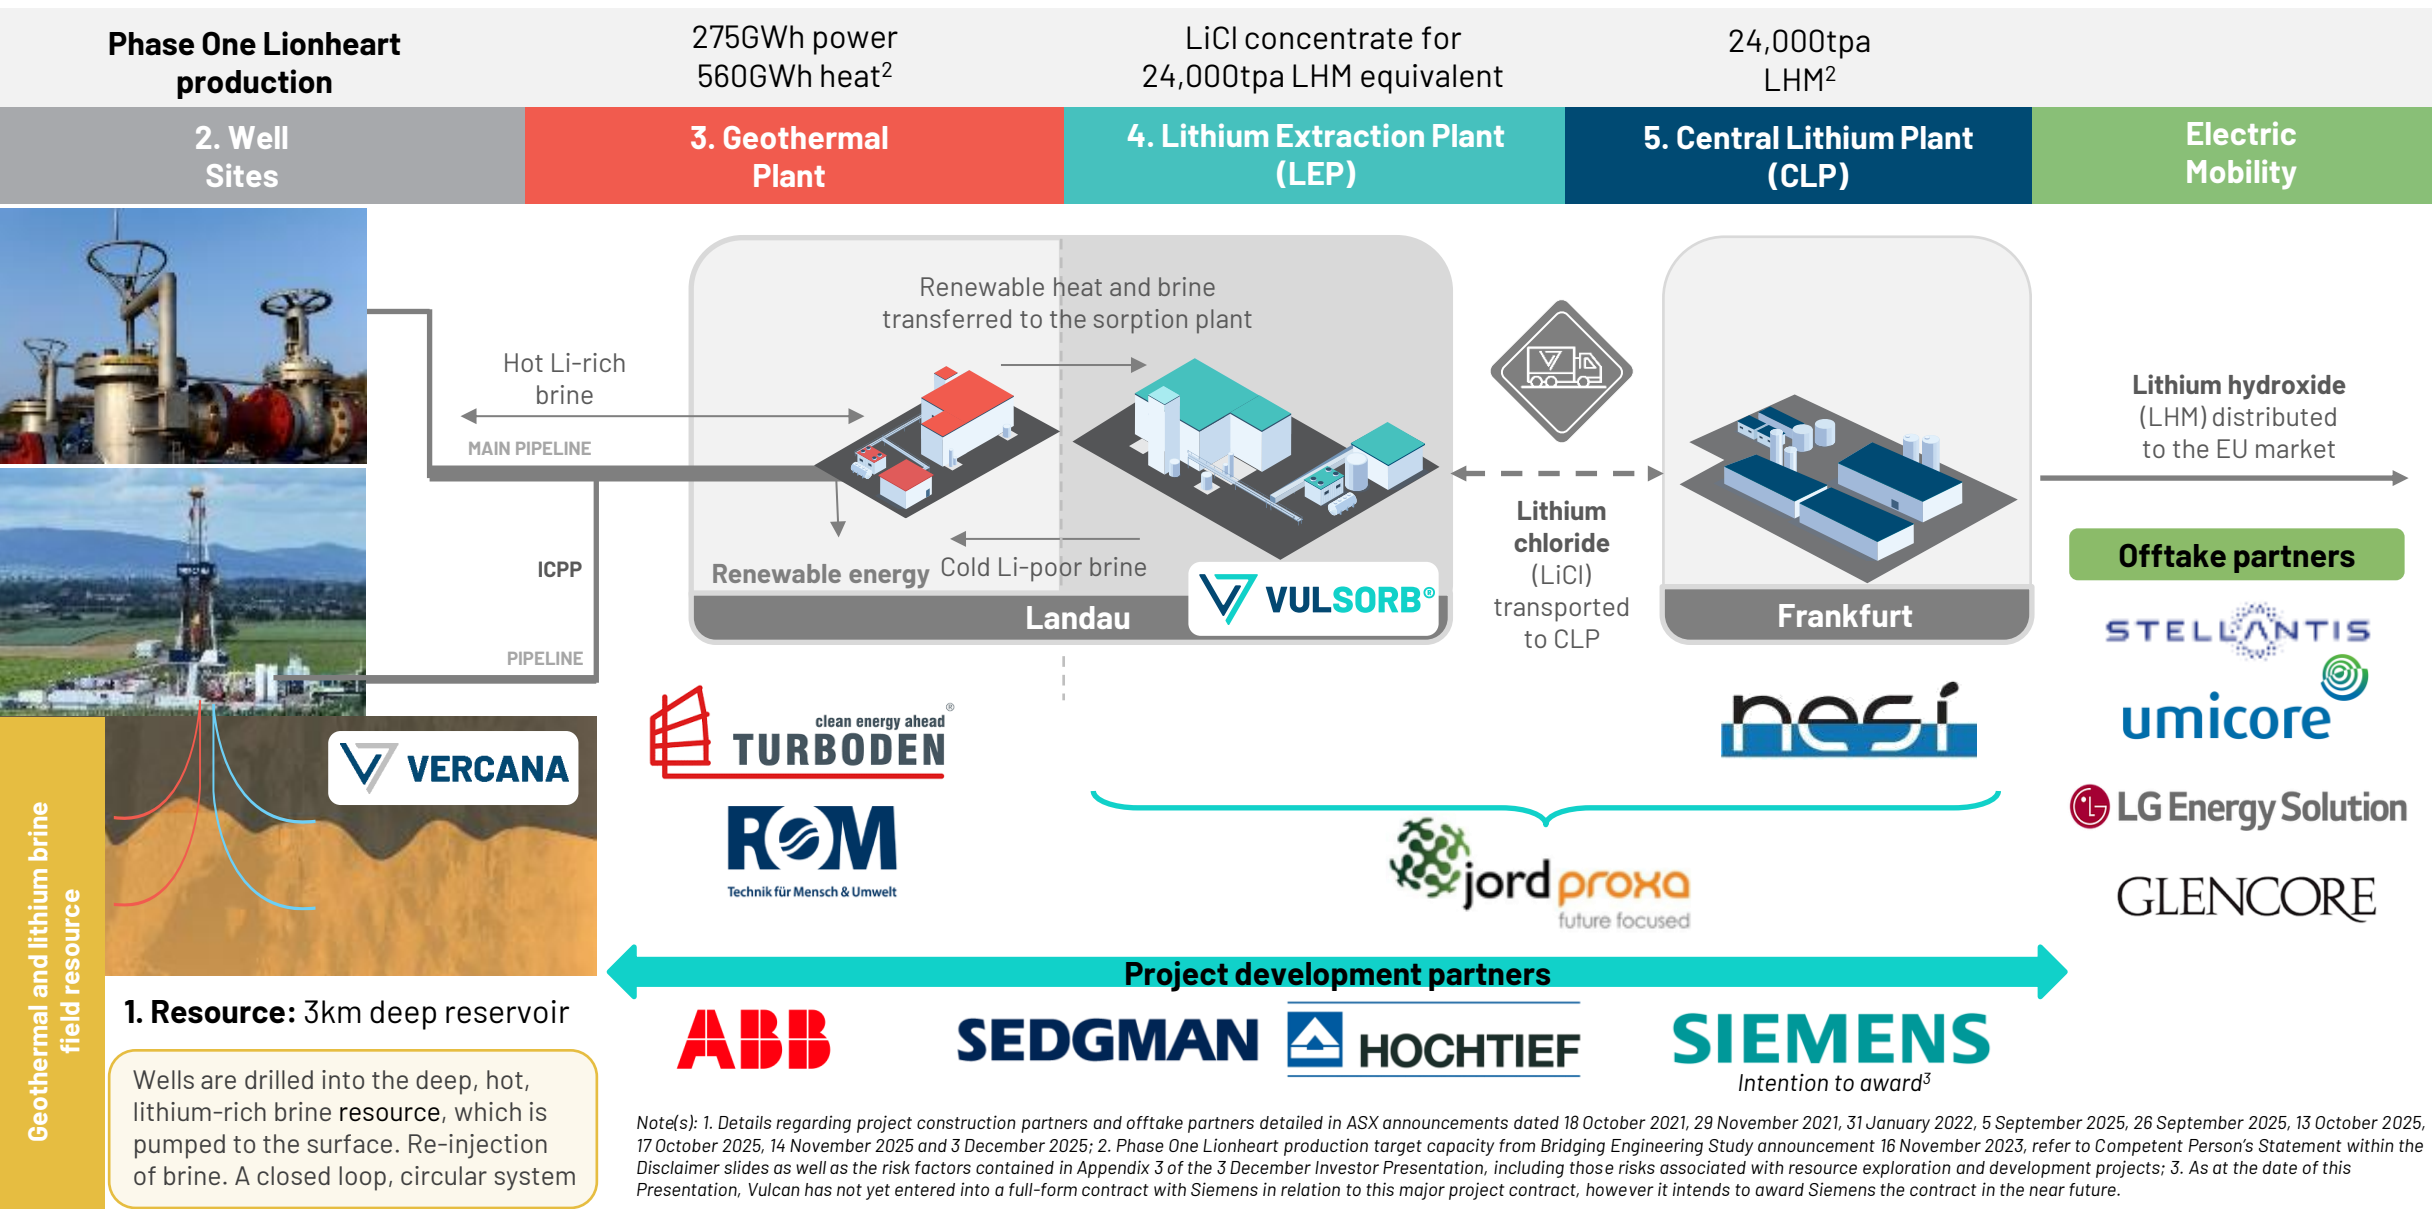 Phase One Lionheart
production
275GWh power
560GWh heat2
LiCl concentrate for
24,000tpa LHM equivalent
24,000tpa
LHM2
2. Well
Sites
3. Geothermal
Plant
4. Lithium Extraction Plant
(LEP)
5. Central Lithium Plant
(CLP)
Electric
Mobility
Renewable heat and brine
transferred to the sorption plant
Hot Li-rich
brine
MAIN PIPELINE
ICPP
PIPELINE
Renewable energy
Cold Li-poor brine
Landau
VULSORB®
Lithium
chloride
(LiCl)
transported
to CLP
Frankfurt
Lithium hydroxide
(LHM) distributed
to the EU market
Offtake partners
STELLANTIS
umicore
LG Energy Solution
GLENCORE
VERCANA
clean energy ahead®
TURBODEN
ROM
Technik für Mensch & Umwelt
nesi
jord proxa
future focused
Project development partners
ABB
SEDGMAN
HOCHTIEF
SIEMENS
Intention to award3
Geothermal and lithium brine
field resource
1. Resource: 3km deep reservoir
Wells are drilled into the deep, hot,
lithium-rich brine resource, which is
pumped to the surface. Re-injection
of brine. A closed loop, circular system
Note(s): 1. Details regarding project construction partners and offtake partners detailed in ASX announcements dated 18 October 2021, 29 November 2021, 31 January 2022, 5 September 2025, 26 September 2025, 13 October 2025,
17 October 2025, 14 November 2025 and 3 December 2025; 2. Phase One Lionheart production target capacity from Bridging Engineering Study announcement 16 November 2023, refer to Competent Person's Statement within the
Disclaimer slides as well as the risk factors contained in Appendix 3 of the 3 December Investor Presentation, including those risks associated with resource exploration and development projects; 3. As at the date of this
Presentation, Vulcan has not yet entered into a full-form contract with Siemens in relation to this major project contract, however it intends to award Siemens the contract in the near future.